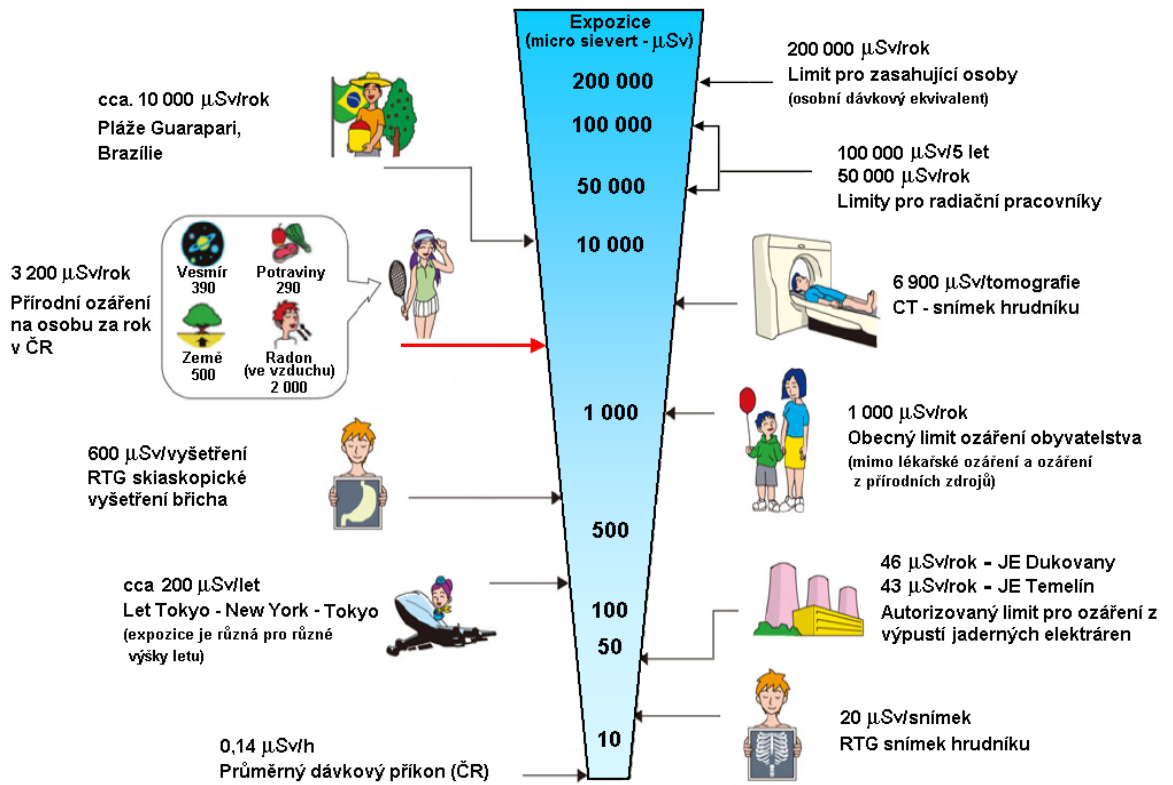 Expozice
(micro sievert - µSv)
200 000
100 000
50 000
10 000
1 000
500
100
50
10
cca. 10 000 µSv/rok
Pláže Guarapari,
Brazílie
3 200 µSv/rok
Přírodní ozáření
na osobu za rok
v ČR
Vesmír
390
Potraviny
290
Země
500
Radon
(ve vzduchu)
2 000
600 µSv/vyšetření
RTG skiaskopické
vyšetření břicha
cca 200 µSv/let
Let Tokyo - New York - Tokyo
(expozice je různá pro různé
výšky letu)
0,14 µSv/h
Průměrný dávkový příkon (ČR)
200 000 µSv/rok
Limit pro zasahující osoby
(osobní dávkový ekvivalent)
100 000 µSv/5 let
50 000 µSv/rok
Limity pro radiační pracovníky
6 900 µSv/tomografie
CT - snímek hrudníku
1 000 µSv/rok
Obecný limit ozáření obyvatelstva
(mimo lékařské ozáření a ozáření
z přírodních zdrojů)
46 µSv/rok - JE Dukovany
43 µSv/rok - JE Temelín
Autorizovaný limit pro ozáření z
výpustí jaderných elektráren
20 µSv/snímek
RTG snímek hrudníku